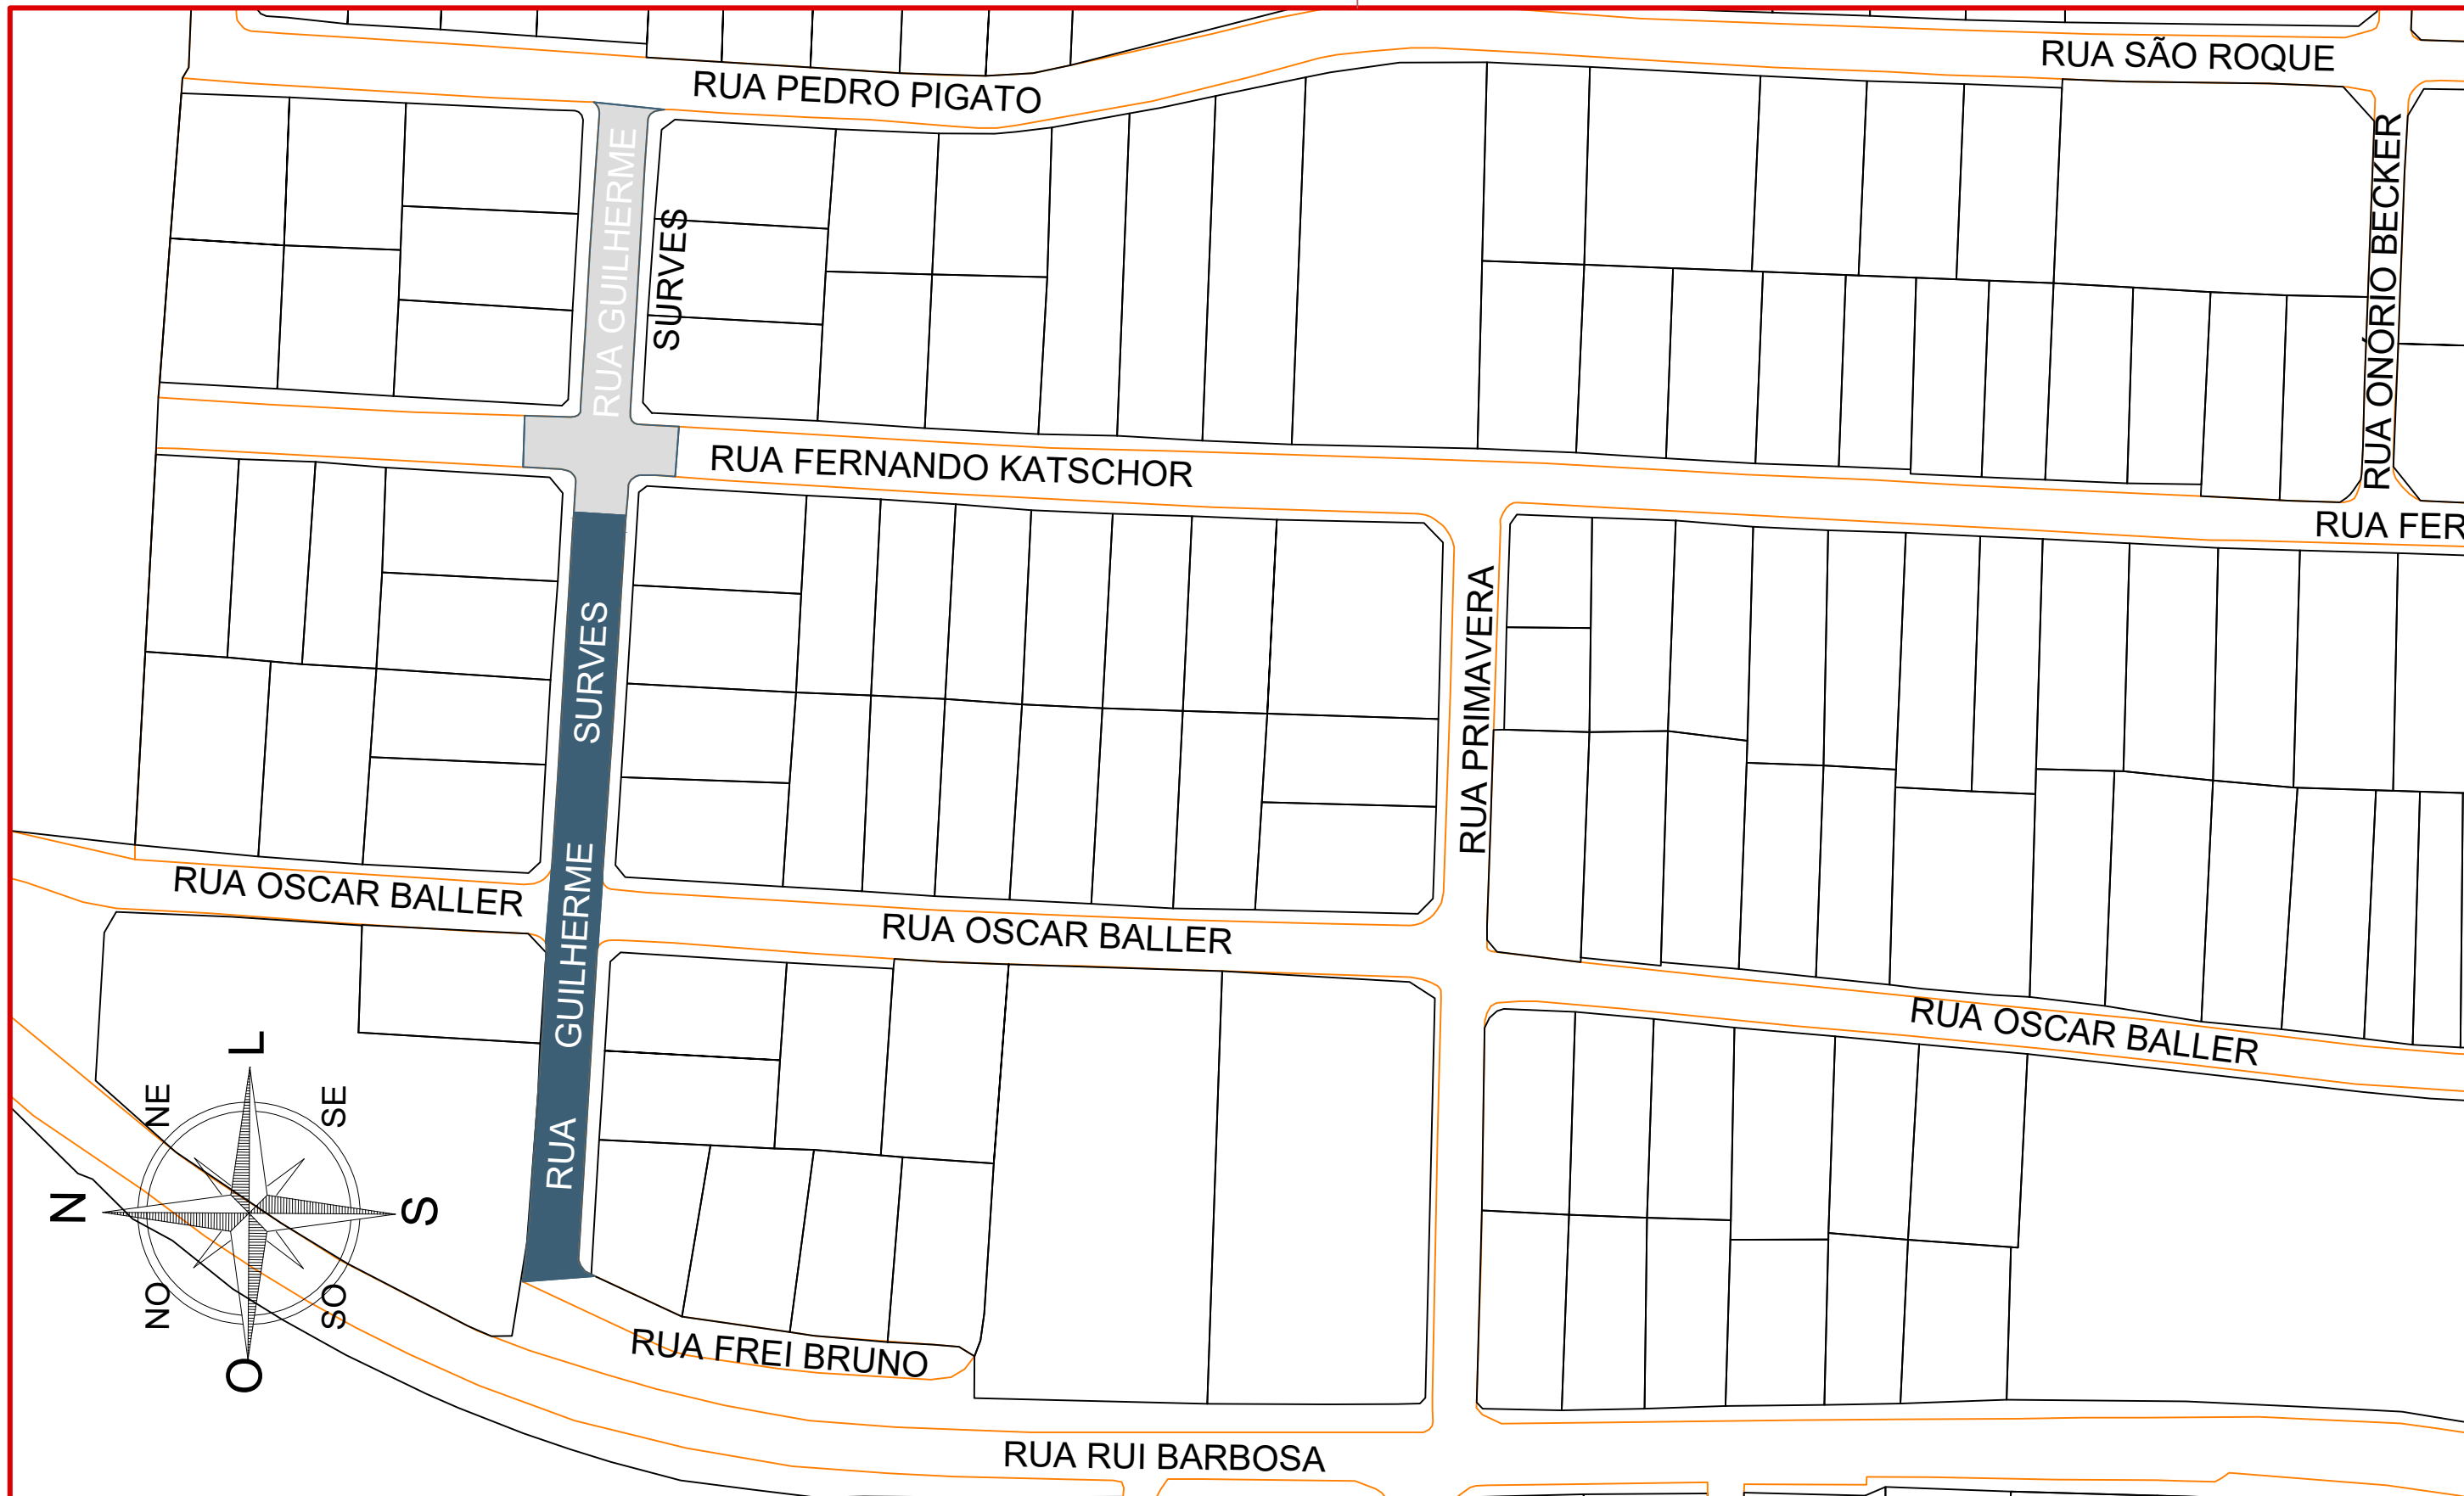 RUA SÃO ROQUE
RUA PEDRO PIGATO
RUA GUILHERME
SURVES
RUA ONÓRIO BECKER
RUA FERNANDO KATSCHOR
RUA FER
SURVES
RUA PRIMAVERA
GUILHERME
RUA OSCAR BALLER
RUA OSCAR BALLER
RUA OSCAR BALLER
RUA
L
NE
SE
N
S
NO
SO
O
RUA FREI BRUNO
RUA RUI BARBOSA